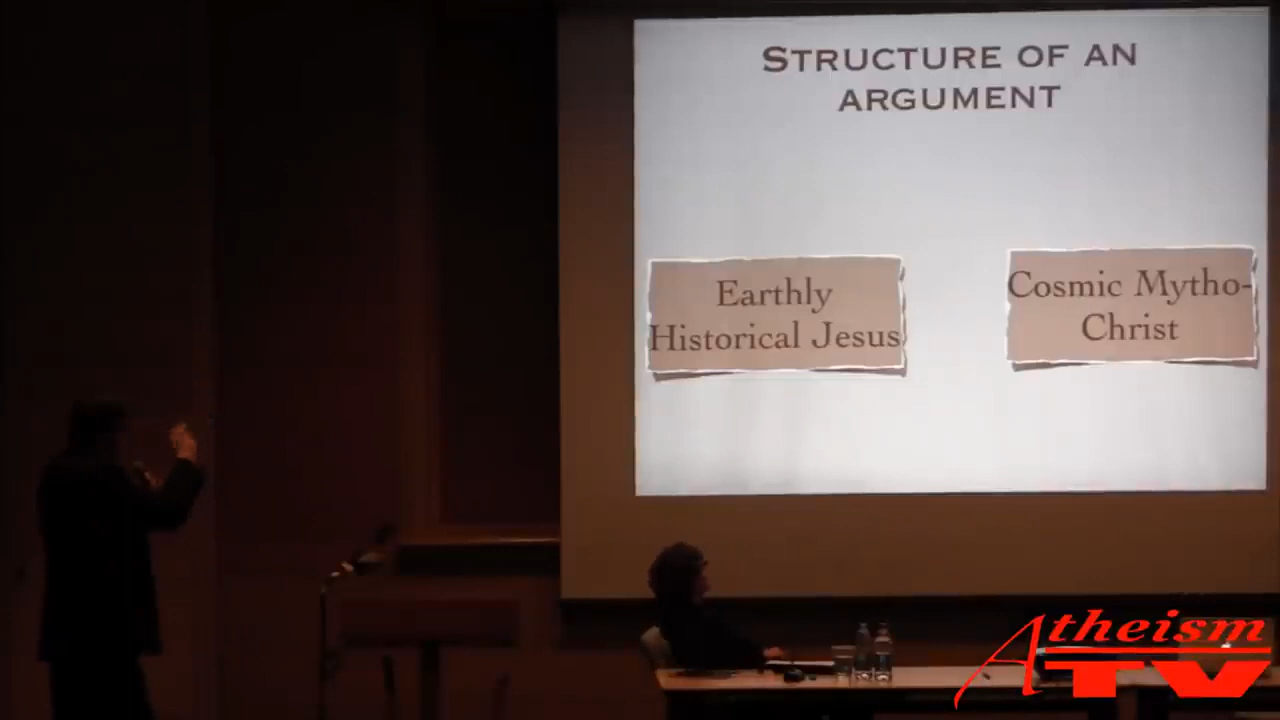 STRUCTURE OF AN
ARGUMENT
Earthly
Historical Jesus
Cosmic Mytho-
Christ
Atheism
TV